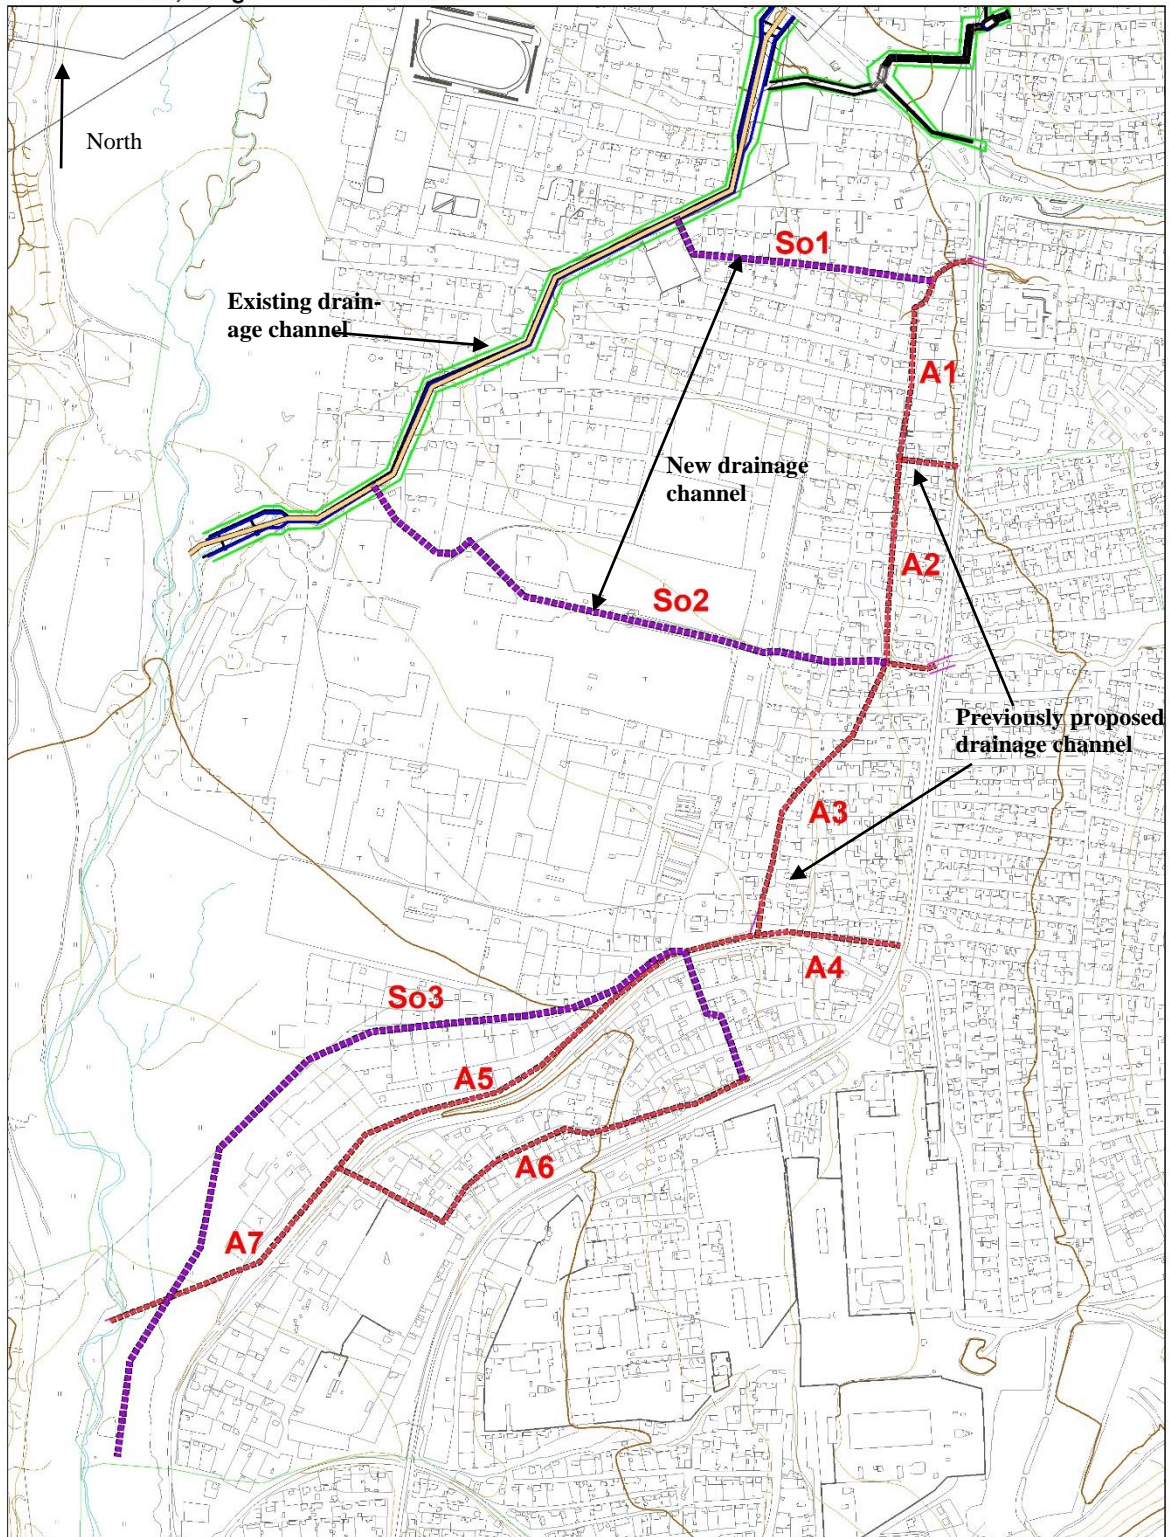 North
So1
Existing drain-
age channel
A1
New drainage
channel
A2
So2
Previously proposed
drainage channel
A3
A4
So3
A5
A6
A7